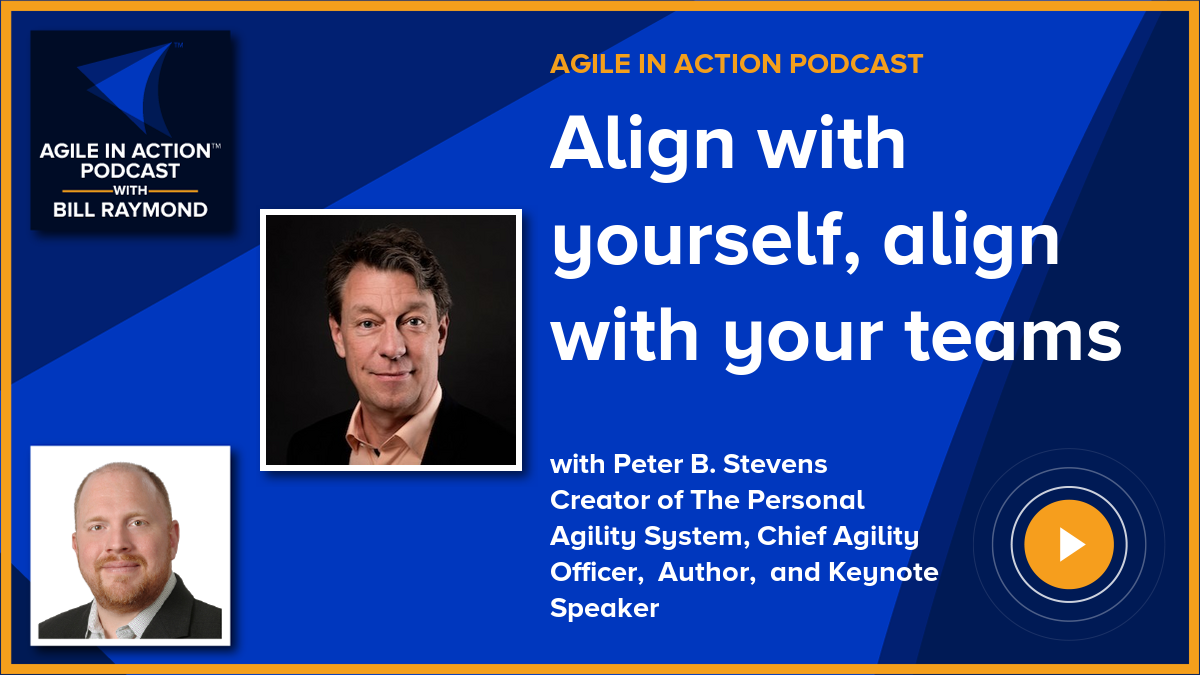 TM
AGILE IN ACTION™
PODCAST
WITH
BILL RAYMOND
AGILE IN ACTION PODCAST
Align with
yourself, align
with your teams
with Peter B. Stevens
Creator of The Personal
Agility System, Chief Agility
Officer,  Author,  and Keynote
Speaker